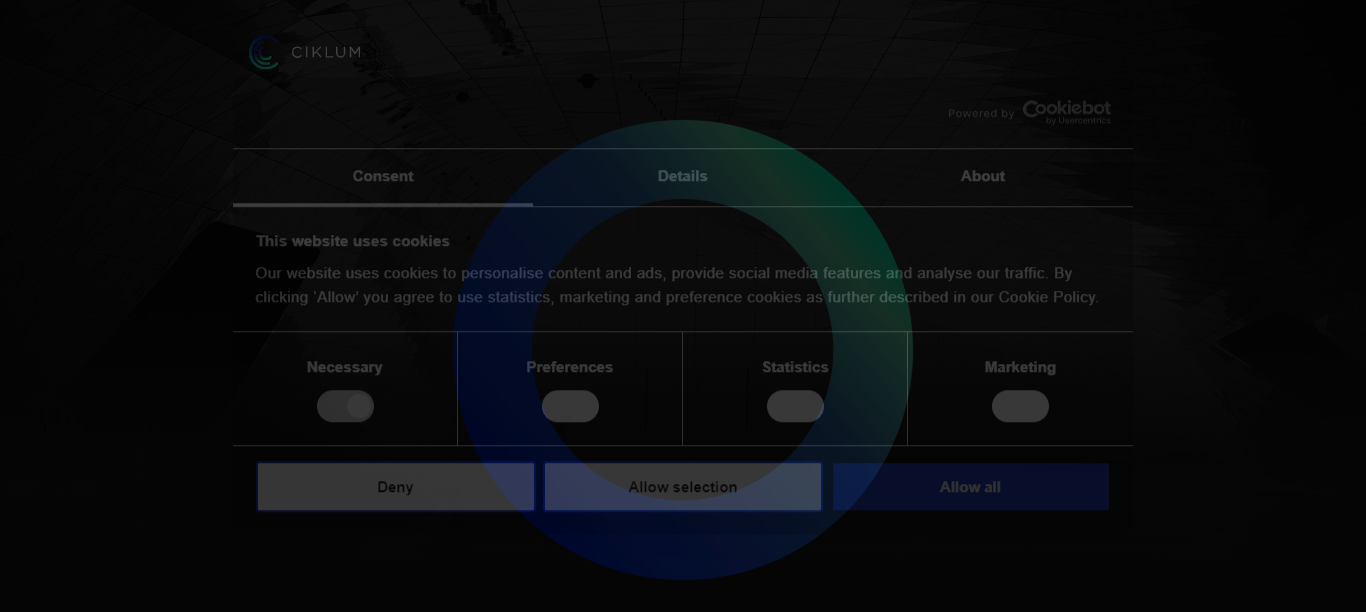 CIKLUM
Powered by Cookiebot
by Usercentrics
Consent Details About
This website uses cookies
Our website uses cookies to personalise content and ads, provide social media features and analyse our traffic. By
clicking 'Allow' you agree to use statistics, marketing and preference cookies as further described in our Cookie Policy.
Necessary Preferences Statistics Marketing
Deny Allow selection Allow all